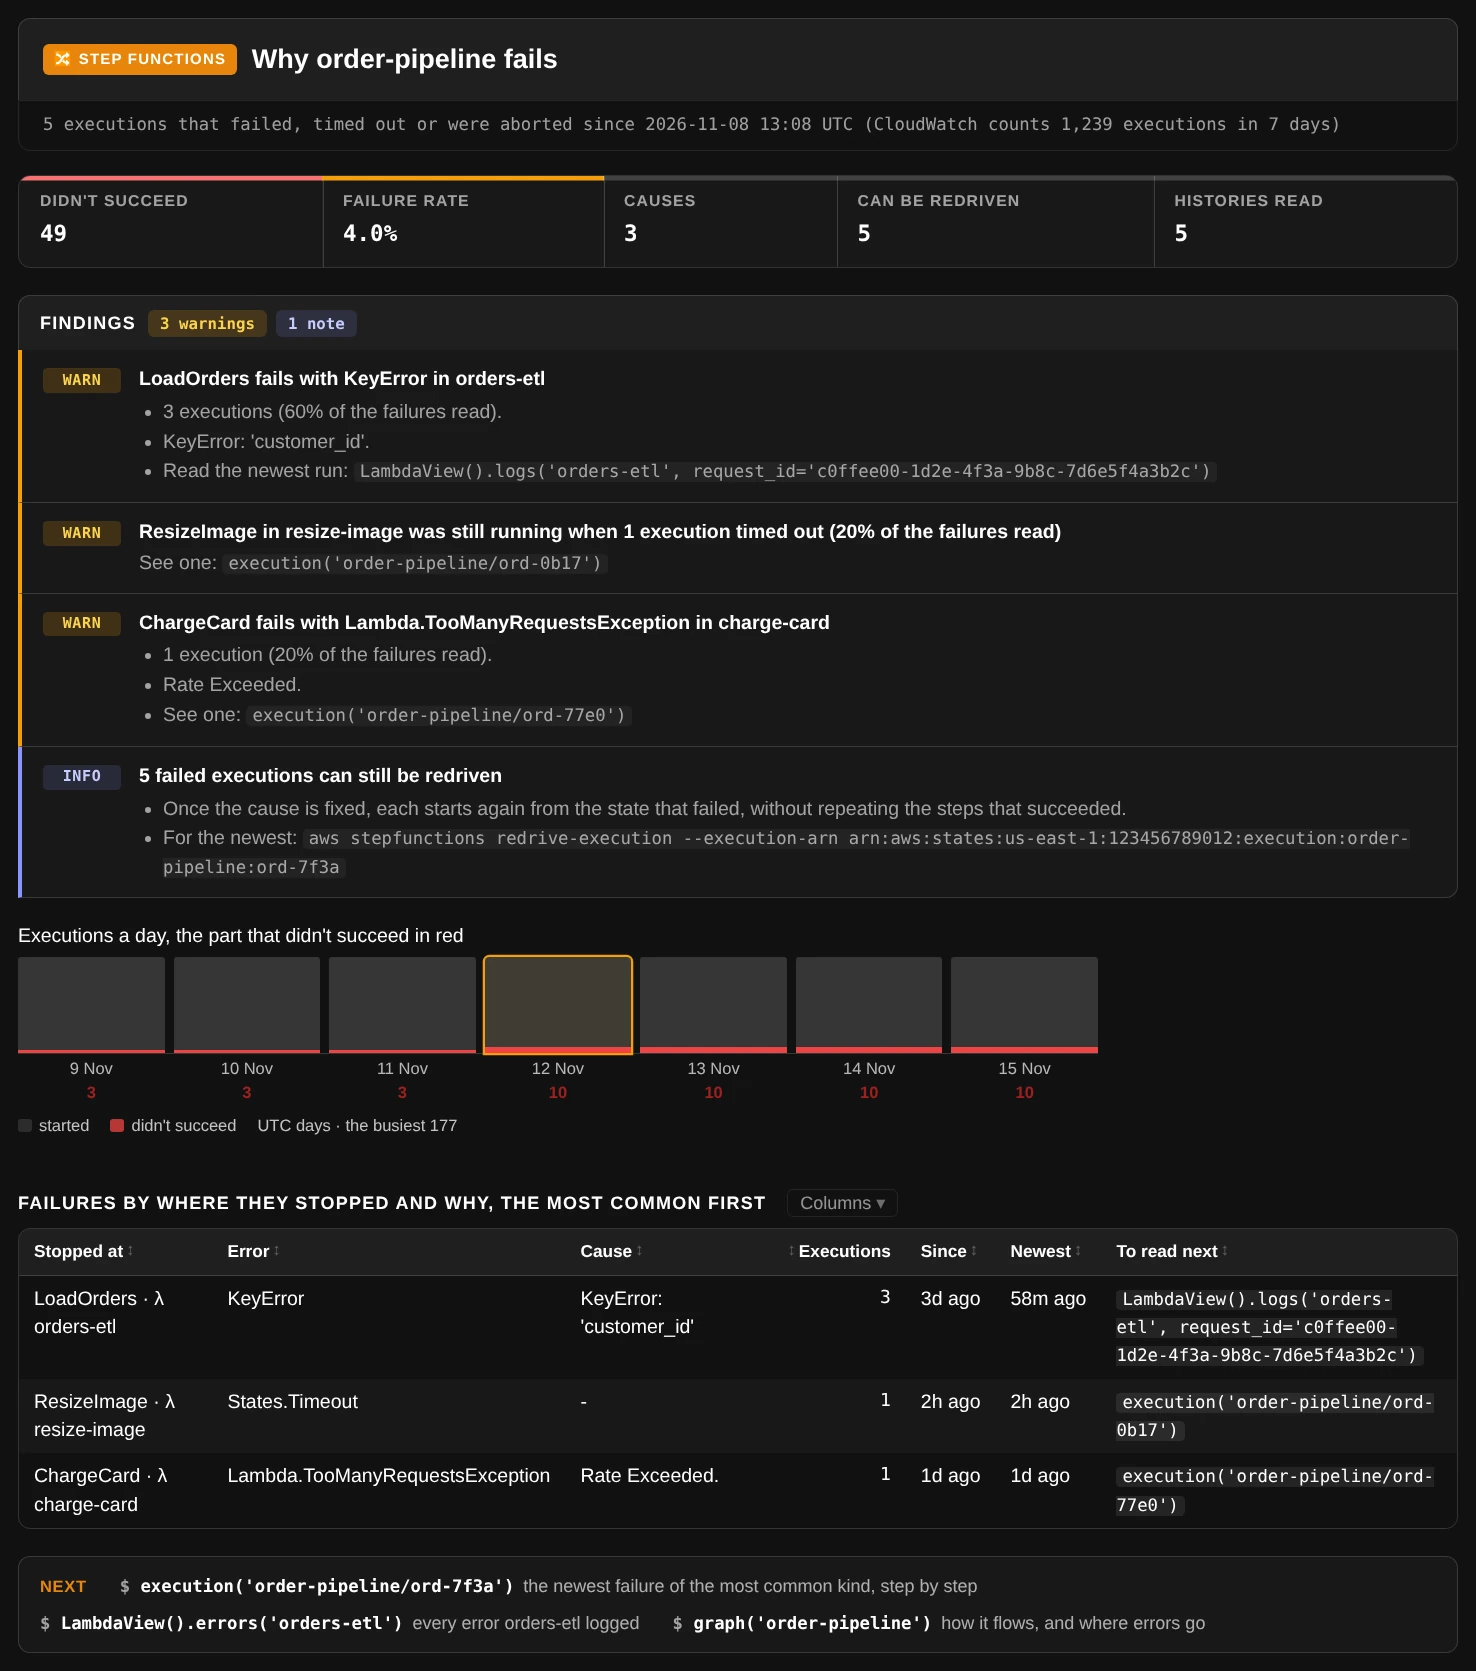 STEP FUNCTIONS Why order-pipeline fails
5 executions that failed, timed out or were aborted since 2026-11-08 13:08 UTC (CloudWatch counts 1,239 executions in 7 days)
DIDN'T SUCCEED FAILURE RATE CAUSES CAN BE REDRIVEN HISTORIES READ
49 4.0% 3 5 5
FINDINGS 3 warnings 1 note
WARN LoadOrders fails with KeyError in orders-etl
• 3 executions (60% of the failures read).
• KeyError: 'customer_id'.
• Read the newest run: LambdaView().logs('orders-etl', request_id='c0ffee00-1d2e-4f3a-9b8c-7d6e5f4a3b2c')
WARN ResizeImage in resize-image was still running when 1 execution timed out (20% of the failures read)
See one: execution('order-pipeline/ord-0b17')
WARN ChargeCard fails with Lambda.TooManyRequestsException in charge-card
• 1 execution (20% of the failures read).
• Rate Exceeded.
• See one: execution('order-pipeline/ord-77e0')
INFO 5 failed executions can still be redriven
• Once the cause is fixed, each starts again from the state that failed, without repeating the steps that succeeded.
• For the newest: aws stepfunctions redrive-execution --execution-arn arn:aws:states:us-east-1:123456789012:execution:order-
pipeline:ord-7f3a
Executions a day, the part that didn't succeed in red
9 Nov 10 Nov 11 Nov 12 Nov 13 Nov 14 Nov 15 Nov
3 3 3 10 10 10 10
started didn't succeed UTC days · the busiest 177
FAILURES BY WHERE THEY STOPPED AND WHY, THE MOST COMMON FIRST Columns ▾
Stopped at ↕ Error ↕ Cause ↕ ↕ Executions Since ↕ Newest ↕ To read next ↕
LoadOrders · λ KeyError KeyError: 3 3d ago 58m ago LambdaView().logs('orders-
orders-etl 'customer_id' etl', request_id='c0ffee00-
1d2e-4f3a-9b8c-7d6e5f4a3b2c')
ResizeImage · λ States.Timeout - 1 2h ago 2h ago execution('order-pipeline/ord-
resize-image 0b17')
ChargeCard · λ Lambda.TooManyRequestsException Rate Exceeded. 1 1d ago 1d ago execution('order-pipeline/ord-
charge-card 77e0')
NEXT $ execution('order-pipeline/ord-7f3a') the newest failure of the most common kind, step by step
$ LambdaView().errors('orders-etl') every error orders-etl logged $ graph('order-pipeline') how it flows, and where errors go